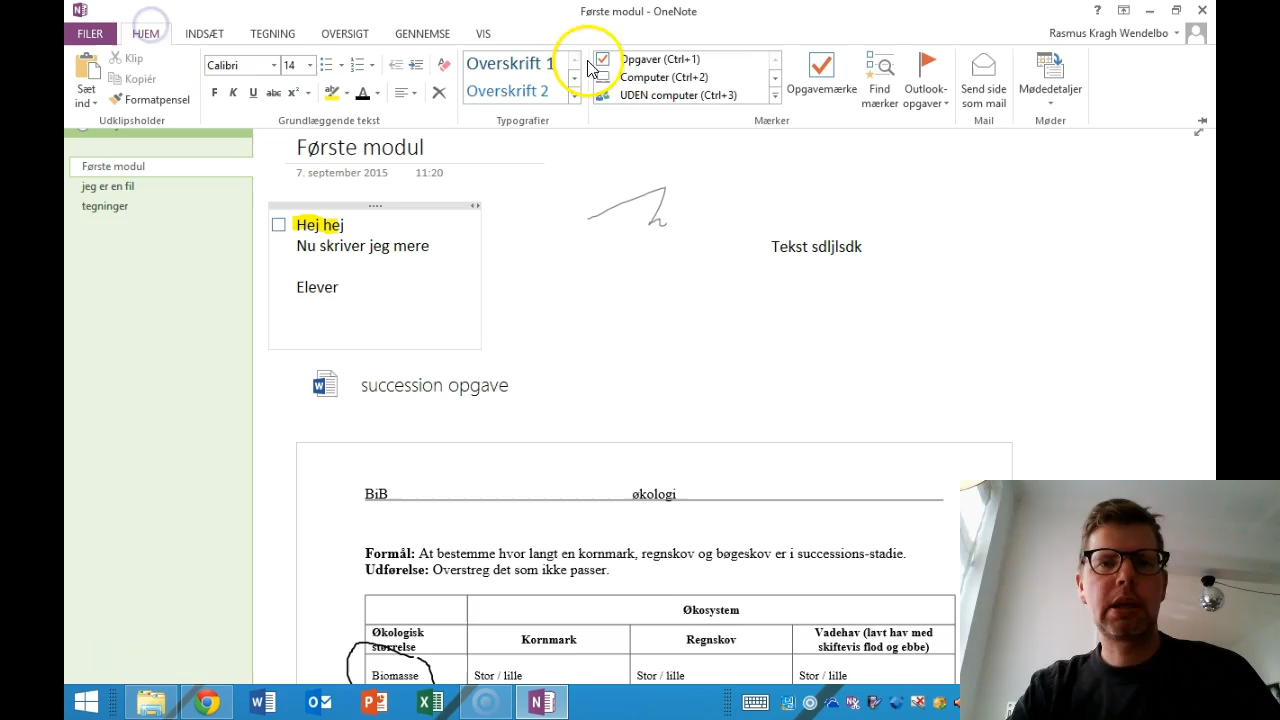 Første modul - OneNote
FILER HJEM INDSÆT TEGNING OVERSIGT GENNEMSE VIS
Rasmus Kragh Wendelbo
Sæt ind
Klip
Kopiér
Formatpensel
Udklipsholder
Calibri 14
F K U abc x²
Grundlæggende tekst
Overskrift 1
Overskrift 2
Typografier
Opgaver (Ctrl+1)
Computer (Ctrl+2)
UDEN computer (Ctrl+3)
Opgavemærke
Find mærker
Outlook-opgaver
Mærker
Send side som mail
Mail
Mødedetaljer
Møder
Første modul
jeg er en fil
tegninger
Første modul
7. september 2015 11:20
Hej hej
Nu skriver jeg mere
Elever
Tekst sdljlsdk
succession opgave
BiB økologi
Formål: At bestemme hvor langt en kornmark, regnskov og bøgeskov er i successions-stadie.
Udførelse: Overstreg det som ikke passer.
Økosystem
Økologisk størrelse
Kornmark
Regnskov
Vadehav (lavt hav med skiftevis flod og ebbe)
Biomasse
Stor / lille
Stor / lille
Stor / lille